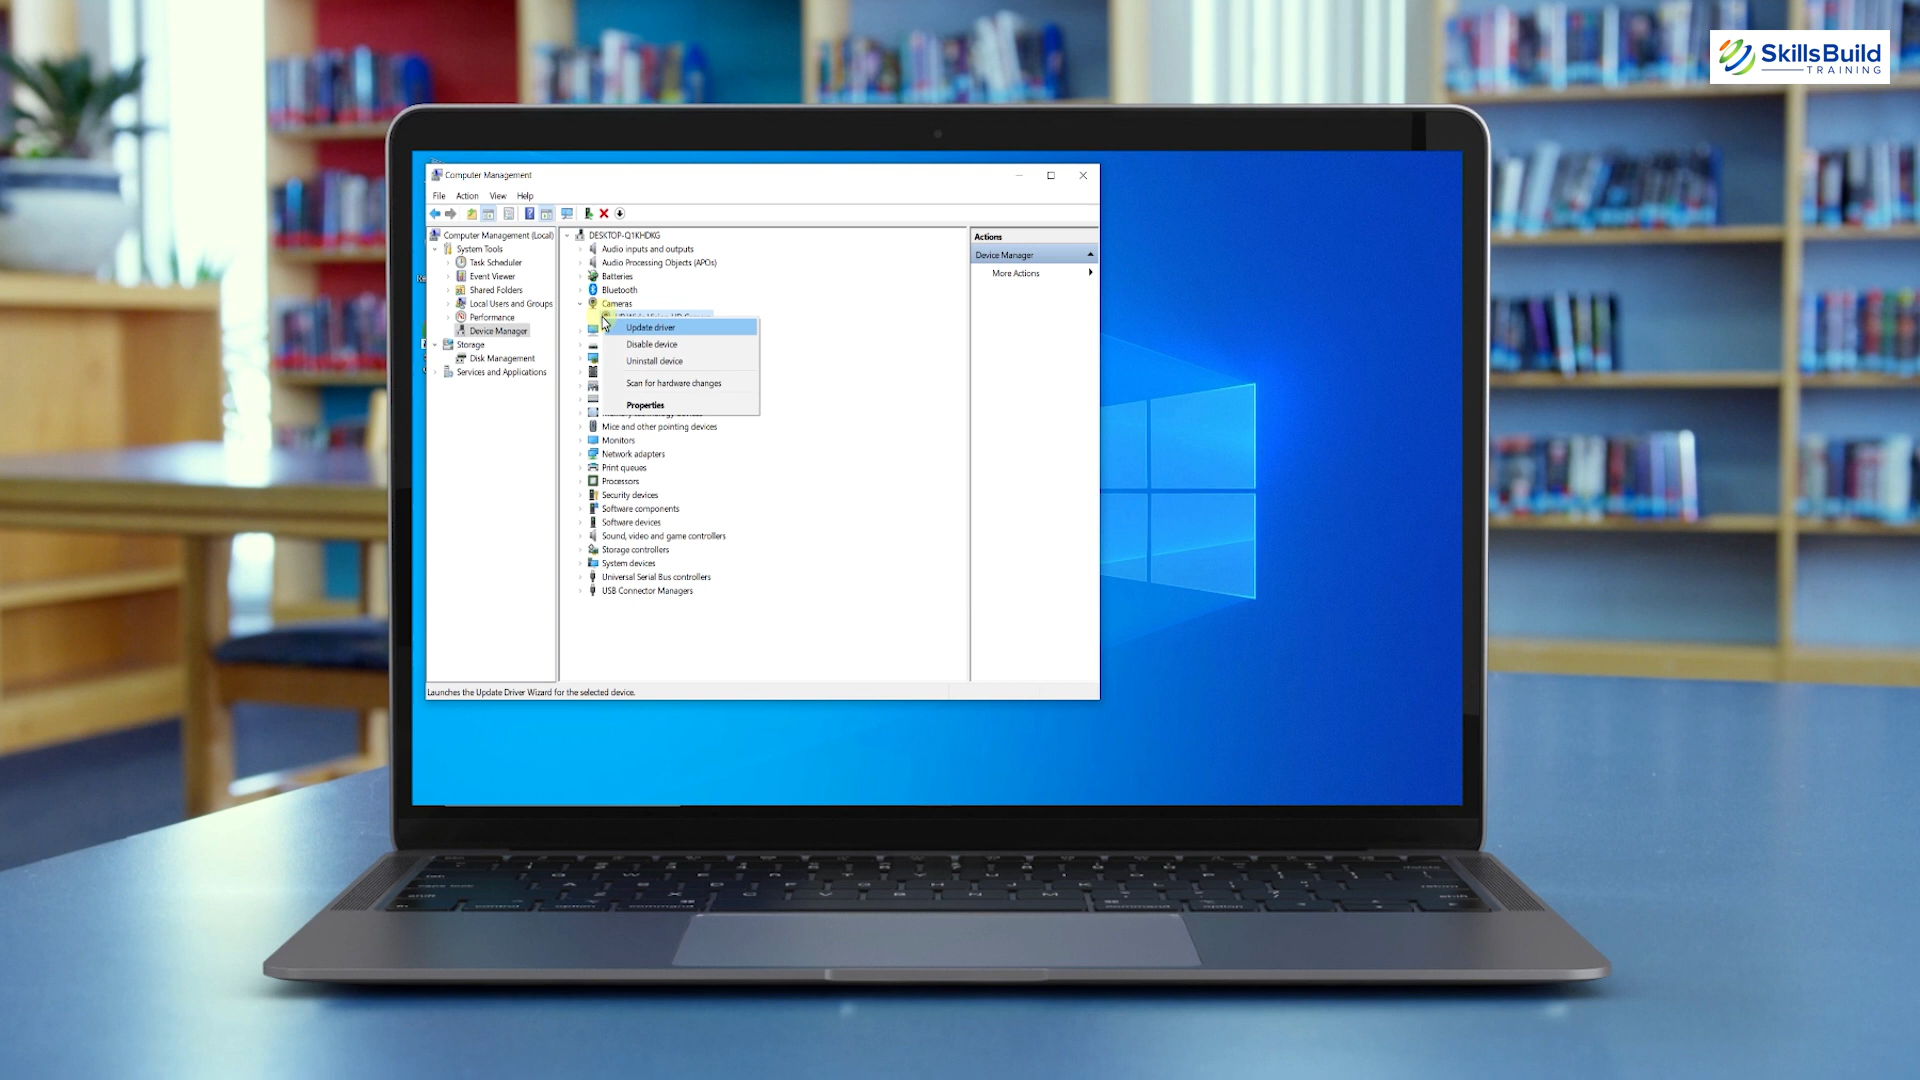 SkillsBuild
TRAINING
Computer Management
File Action View Help
Computer Management (Local)
System Tools
Task Scheduler
Event Viewer
Shared Folders
Local Users and Groups
Performance
Device Manager
Storage
Disk Management
Services and Applications
DESKTOP-Q1KHDKG
Audio inputs and outputs
Audio Processing Objects (APOs)
Batteries
Bluetooth
Cameras
Update driver
Disable device
Uninstall device
Scan for hardware changes
Properties
Mice and other pointing devices
Monitors
Network adapters
Print queues
Processors
Security devices
Software components
Software devices
Sound, video and game controllers
Storage controllers
System devices
Universal Serial Bus controllers
USB Connector Managers
Actions
Device Manager
More Actions
Launches the Update Driver Wizard for the selected device.